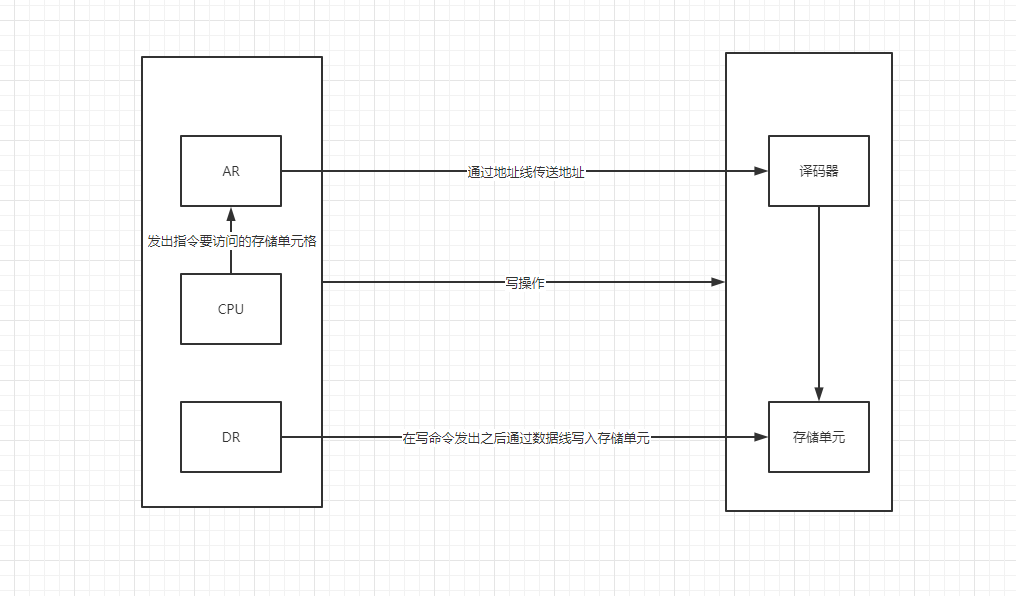 AR
通过地址线传送地址
译码器
发出指令要访问的存储单元格
写操作
CPU
DR
在写命令发出之后通过数据线写入存储单元
存储单元